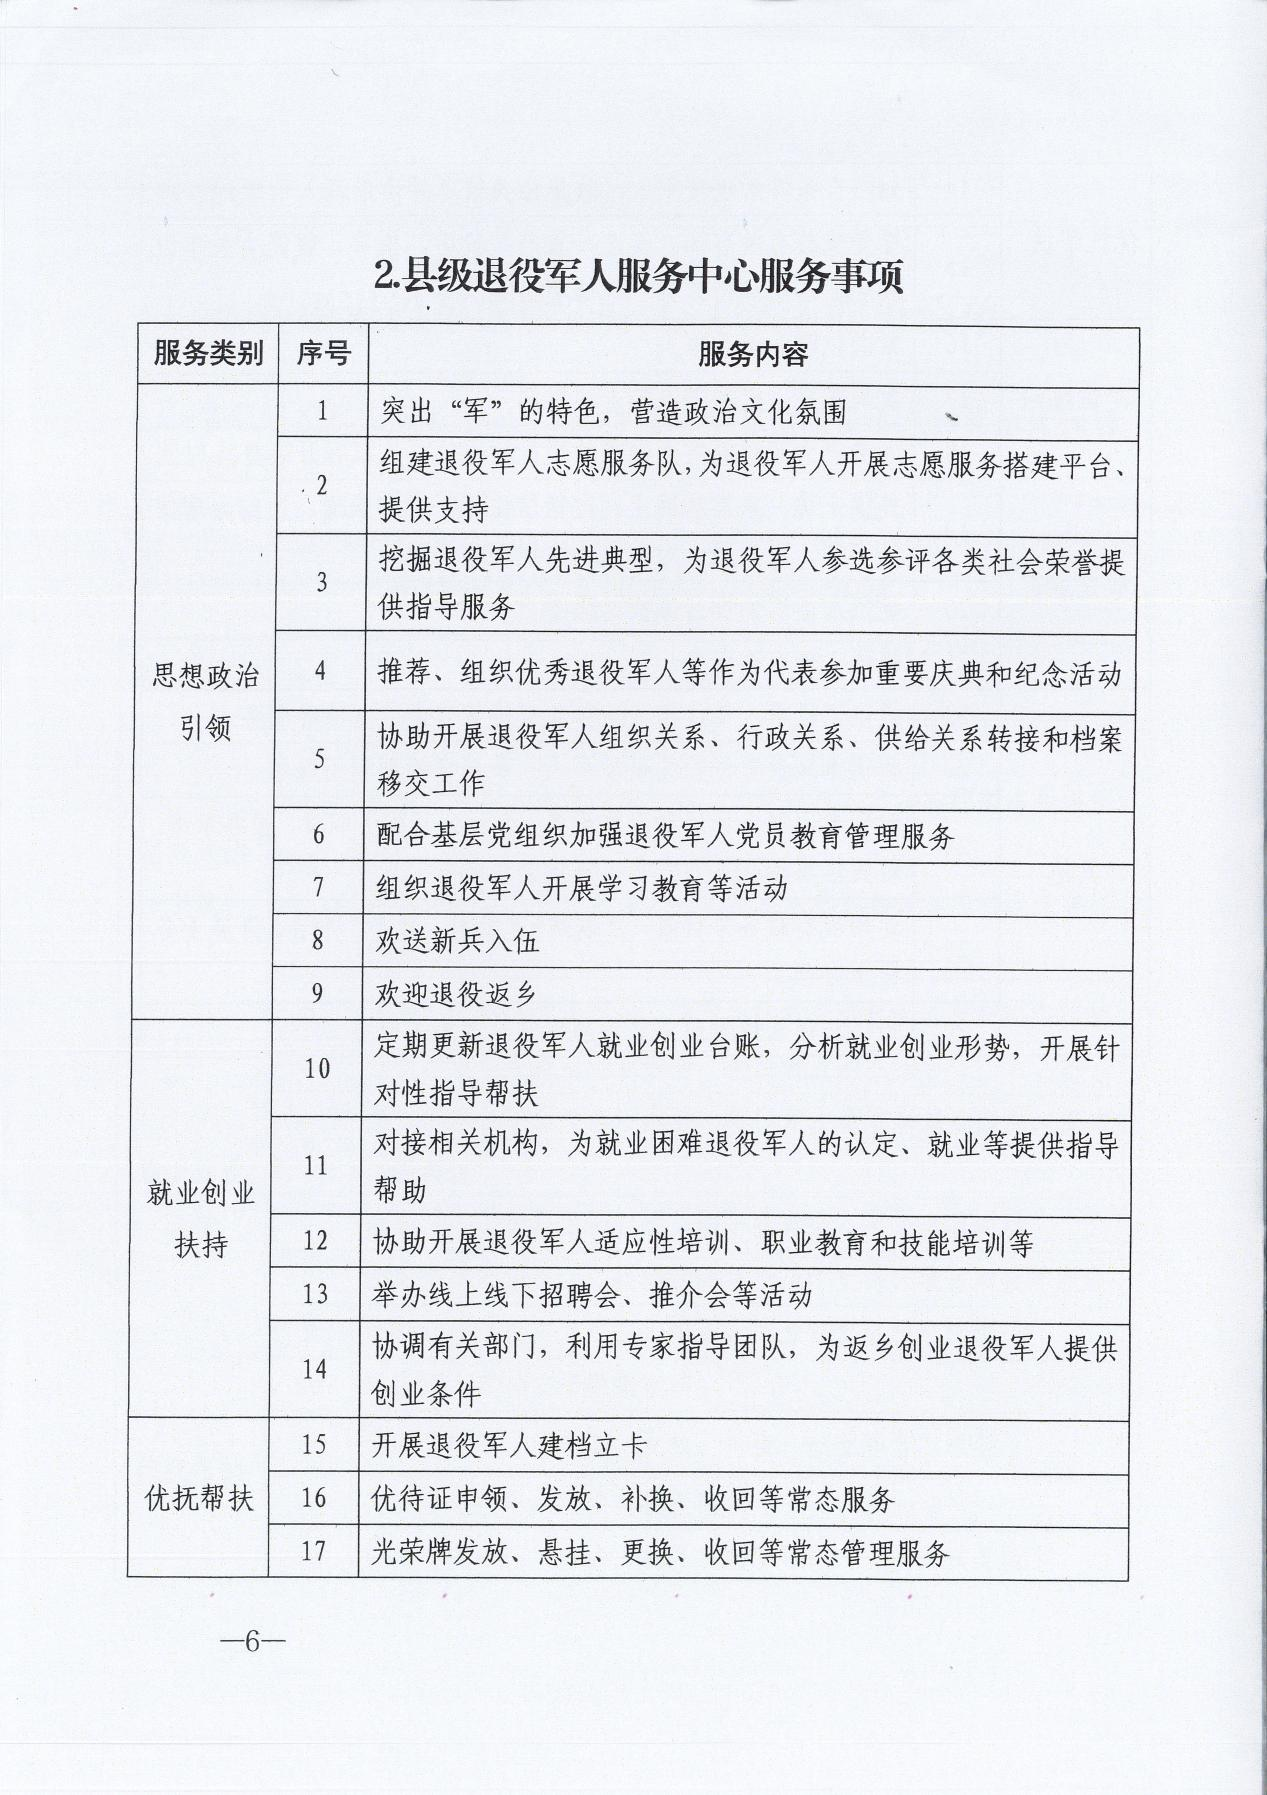 2.县级退役军人服务中心服务事项
服务类别 序号 服务内容
思想政治
引领
1 突出“军”的特色，营造政治文化氛围
2 组建退役军人志愿服务队，为退役军人开展志愿服务搭建平台、
提供支持
3 挖掘退役军人先进典型，为退役军人参选参评各类社会荣誉提
供指导服务
4 推荐、组织优秀退役军人等作为代表参加重要庆典和纪念活动
5 协助开展退役军人组织关系、行政关系、供给关系转接和档案
移交工作
6 配合基层党组织加强退役军人党员教育管理服务
7 组织退役军人开展学习教育等活动
8 欢送新兵入伍
9 欢迎退役返乡
就业创业
扶持
10 定期更新退役军人就业创业台账，分析就业创业形势，开展针
对性指导帮扶
11 对接相关机构，为就业困难退役军人的认定、就业等提供指导
帮助
12 协助开展退役军人适应性培训、职业教育和技能培训等
13 举办线上线下招聘会、推介会等活动
14 协调有关部门，利用专家指导团队，为返乡创业退役军人提供
创业条件
优抚帮扶
15 开展退役军人建档立卡
16 优待证申领、发放、补换、收回等常态服务
17 光荣牌发放、悬挂、更换、收回等常态管理服务
—6—